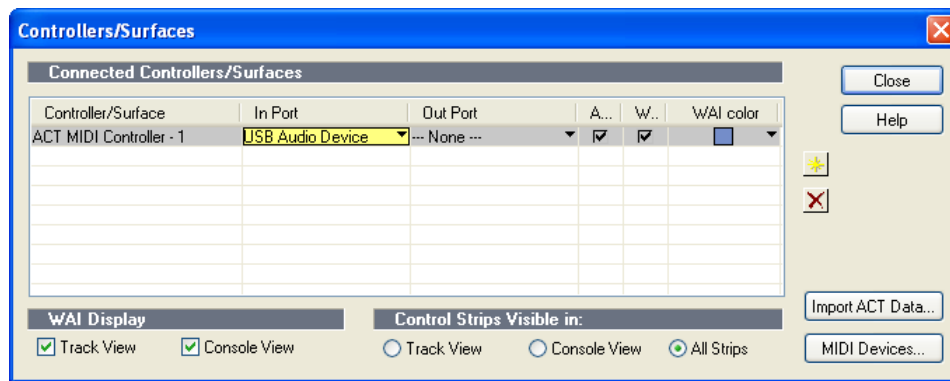 Controllers/Surfaces
Connected Controllers/Surfaces
Close
Controller/Surface In Port Out Port A... W... WAI color
Help
ACT MIDI Controller - 1 USB Audio Device --- None ---
Import ACT Data...
WAI Display Control Strips Visible in:
Track View Console View Track View Console View All Strips
MIDI Devices...